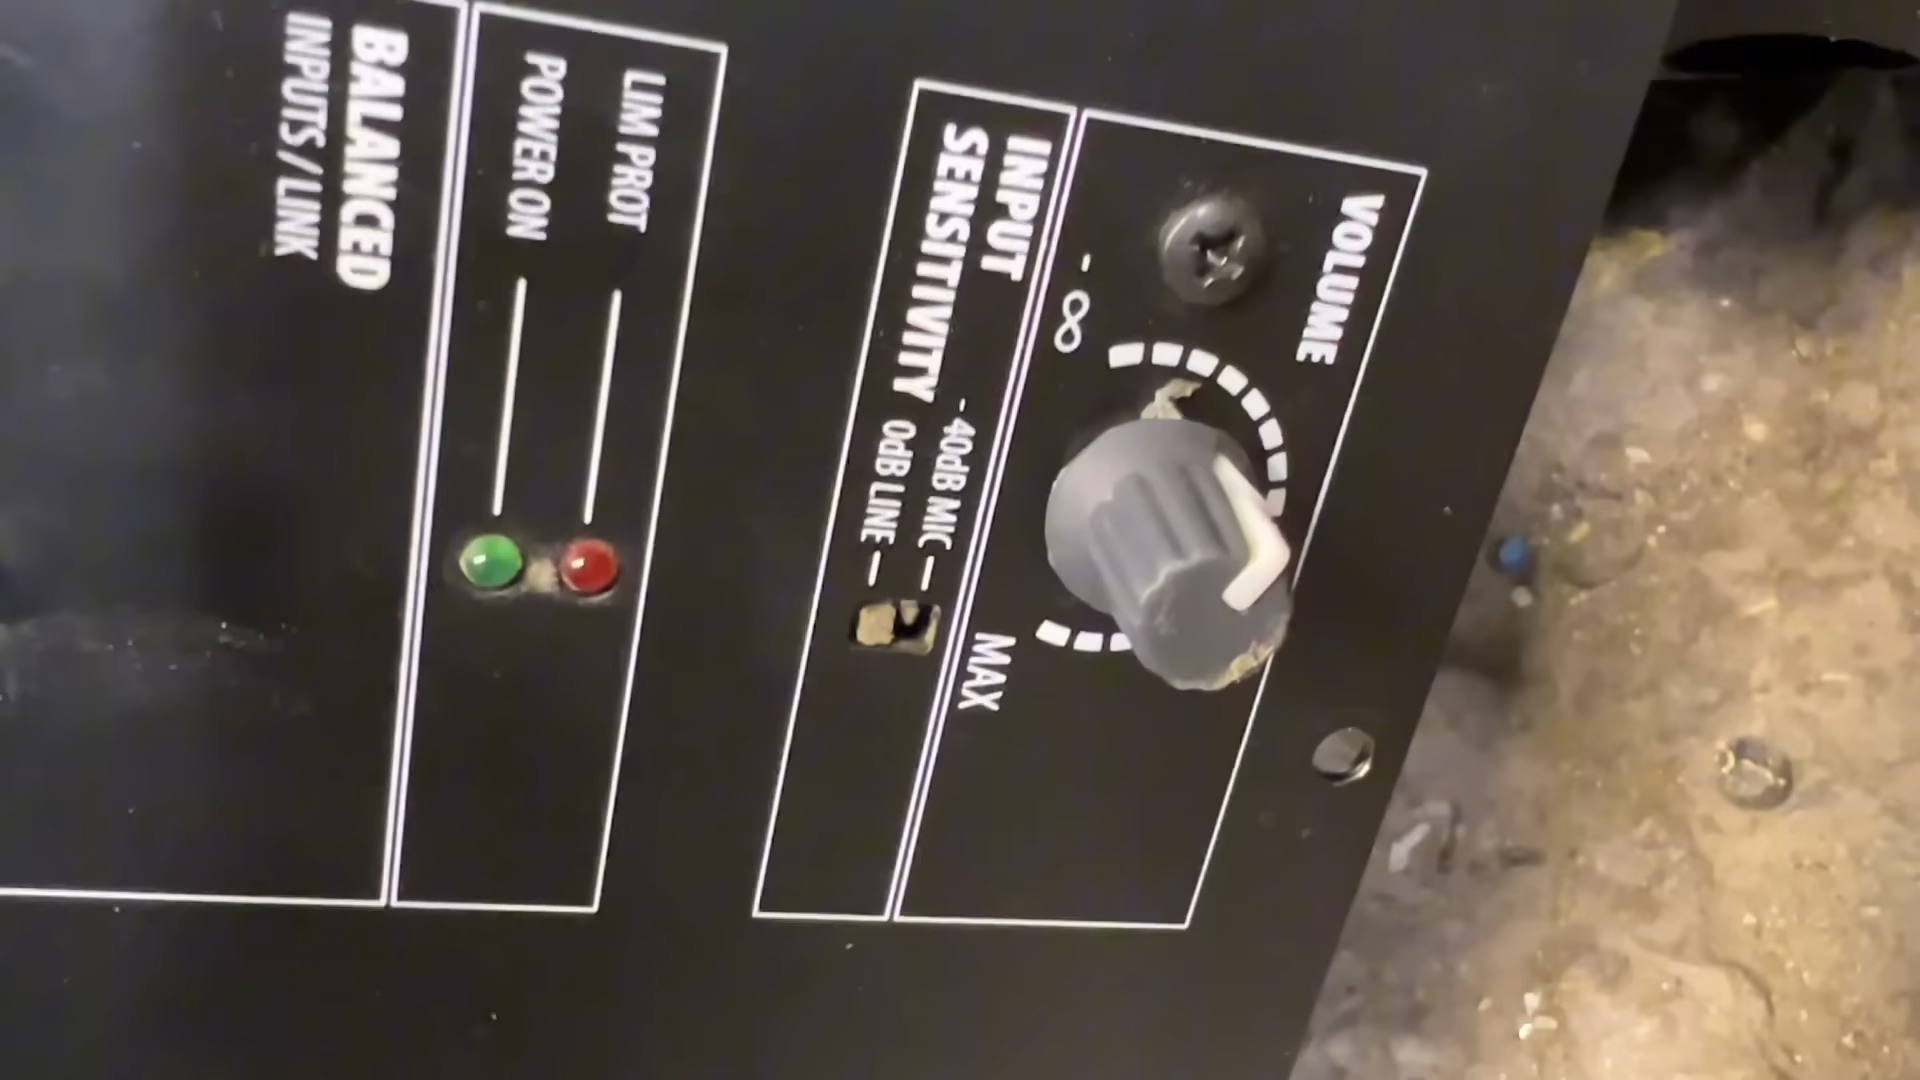 VOLUME
- ∞
MAX
INPUT
SENSITIVITY
- 40dB MIC –
0dB LINE –
LIM PROT
POWER ON
BALANCED
INPUTS / LINK